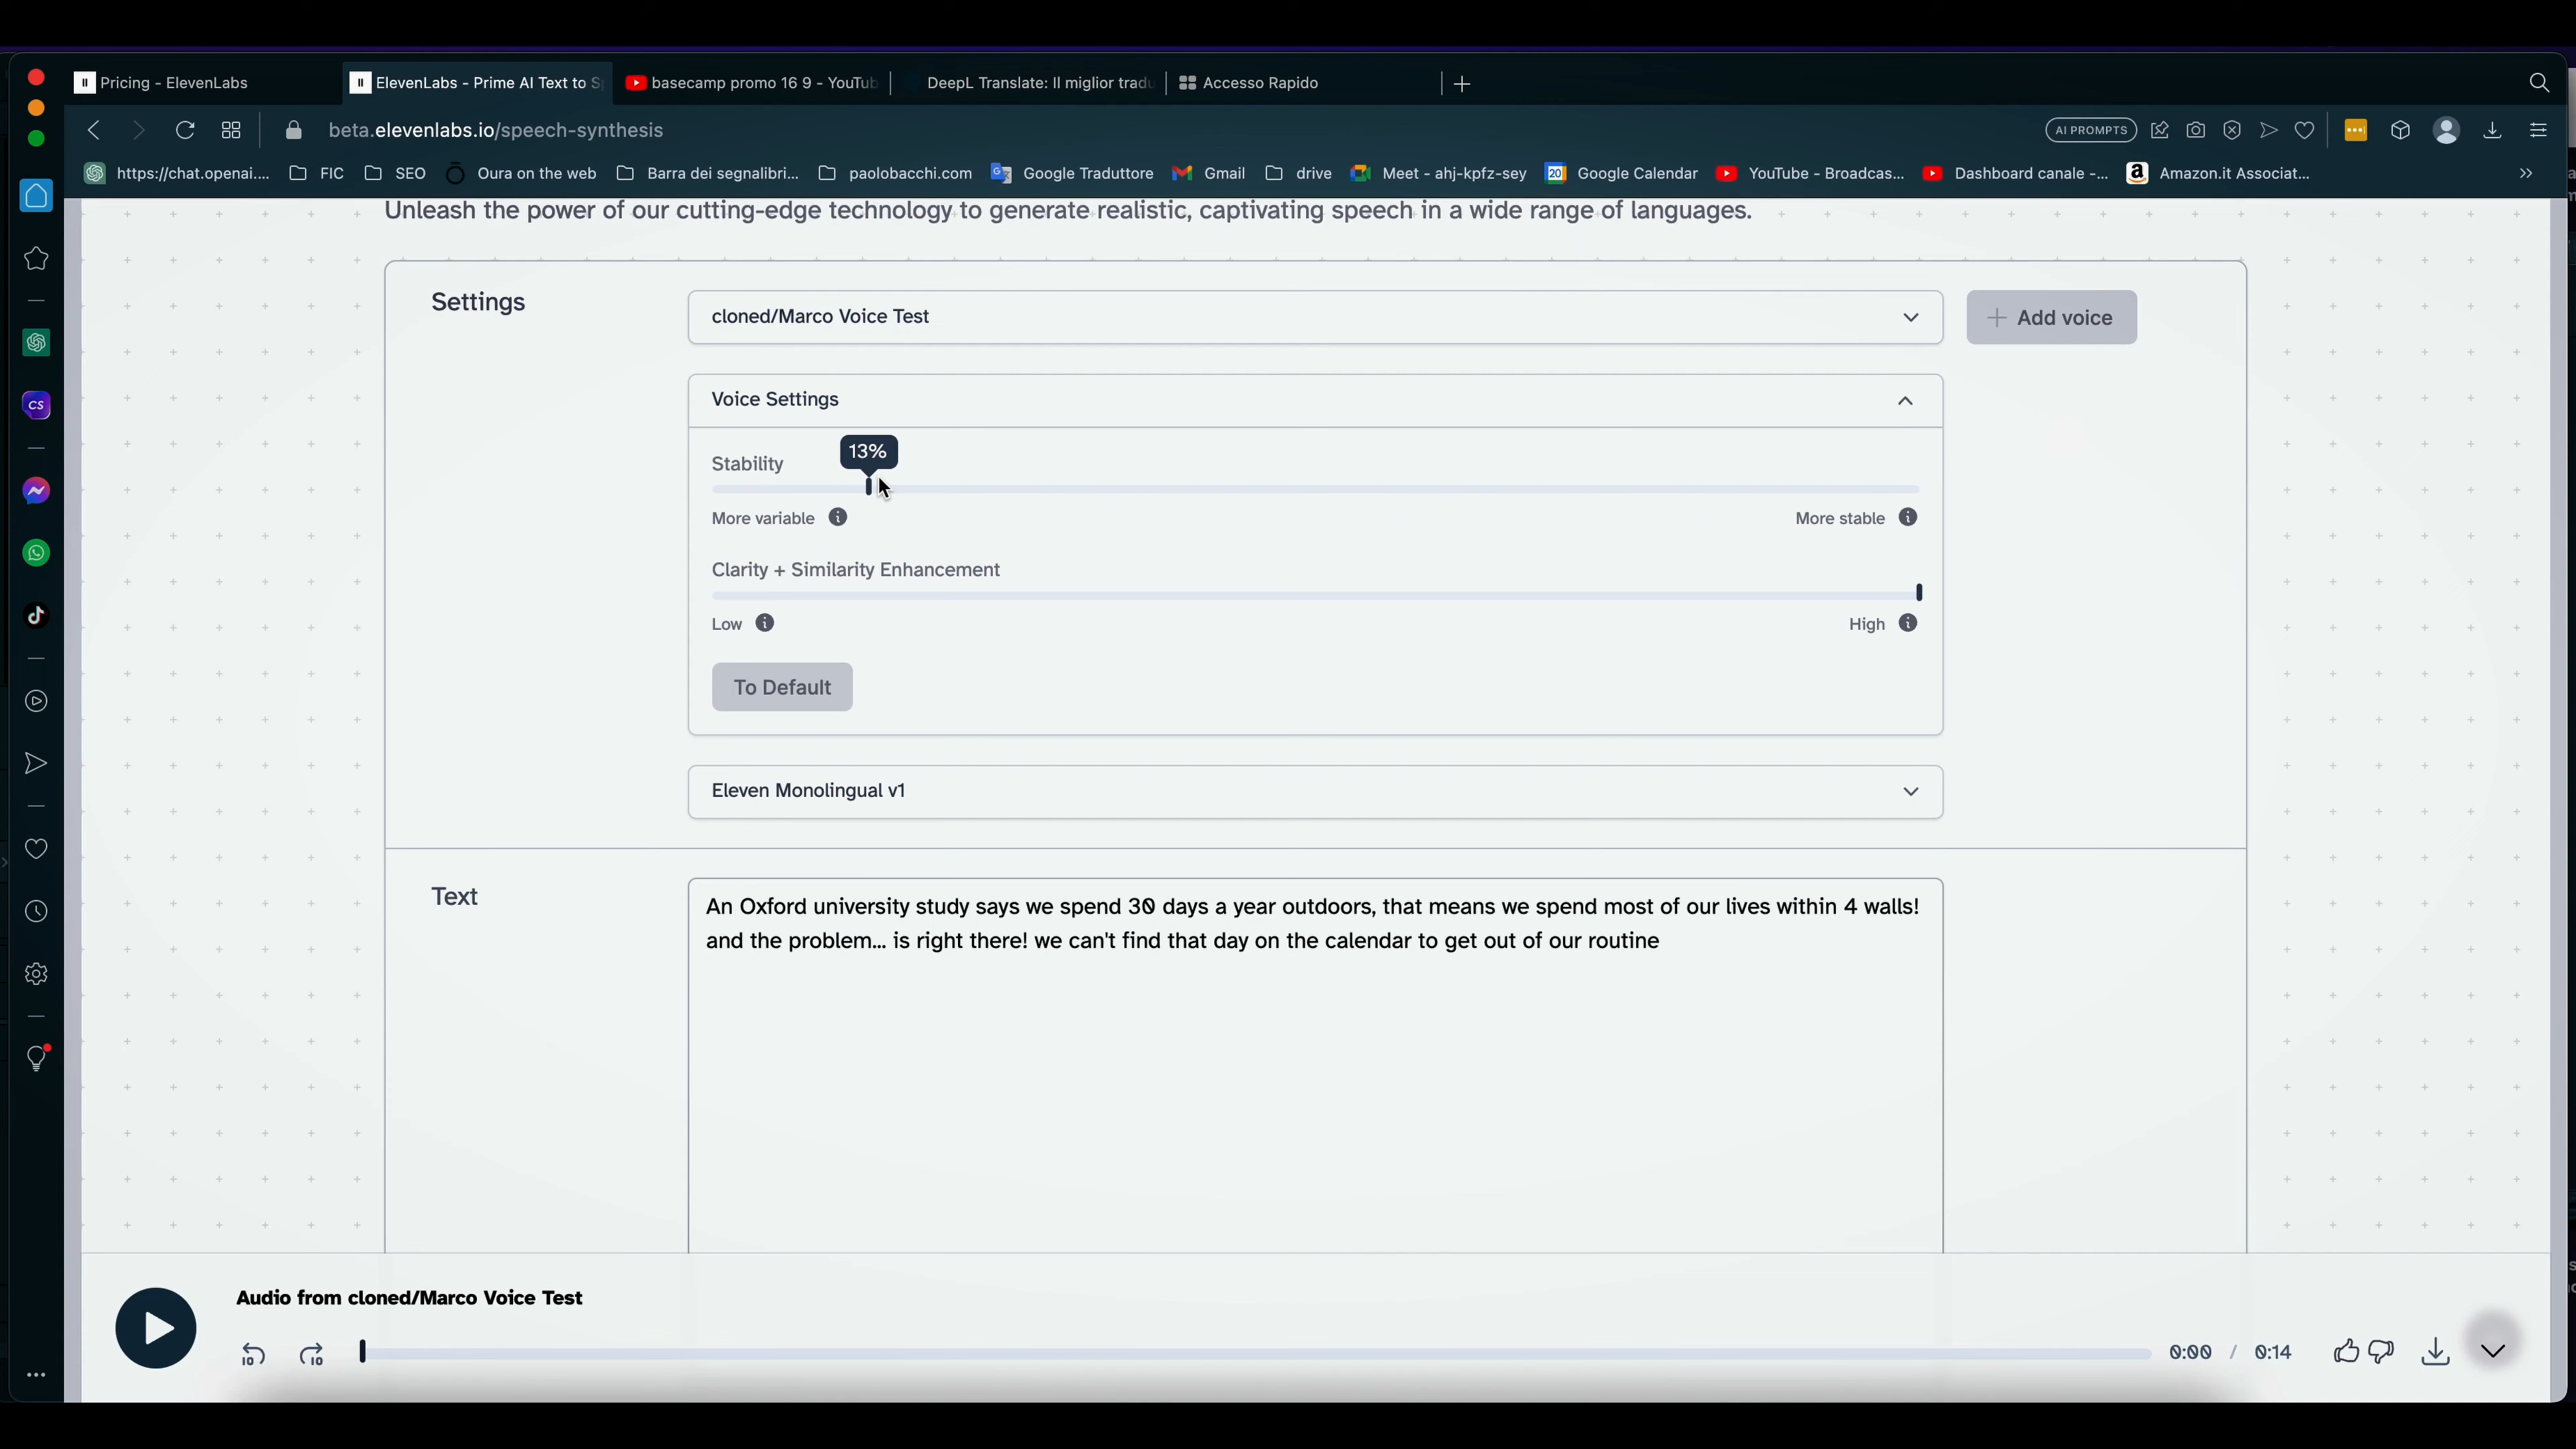 Pricing - ElevenLabs
ElevenLabs - Prime AI Text to S
basecamp promo 16 9 - YouTub
DeepL Translate: Il miglior tradu
Accesso Rapido
beta.elevenlabs.io/speech-synthesis
AI PROMPTS
https://chat.openai....
FIC
SEO
Oura on the web
Barra dei segnalibri...
paolobacchi.com
Google Traduttore
Gmail
drive
Meet - ahj-kpfz-sey
20
Google Calendar
YouTube - Broadcas...
Dashboard canale -...
Amazon.it Associat...
CS
Unleash the power of our cutting-edge technology to generate realistic, captivating speech in a wide range of languages.
Settings
cloned/Marco Voice Test
+ Add voice
Voice Settings
13%
Stability
More variable
More stable
Clarity + Similarity Enhancement
Low
High
To Default
Eleven Monolingual v1
Text
An Oxford university study says we spend 30 days a year outdoors, that means we spend most of our lives within 4 walls!
and the problem... is right there! we can't find that day on the calendar to get out of our routine
Audio from cloned/Marco Voice Test
10
10
0:00 / 0:14